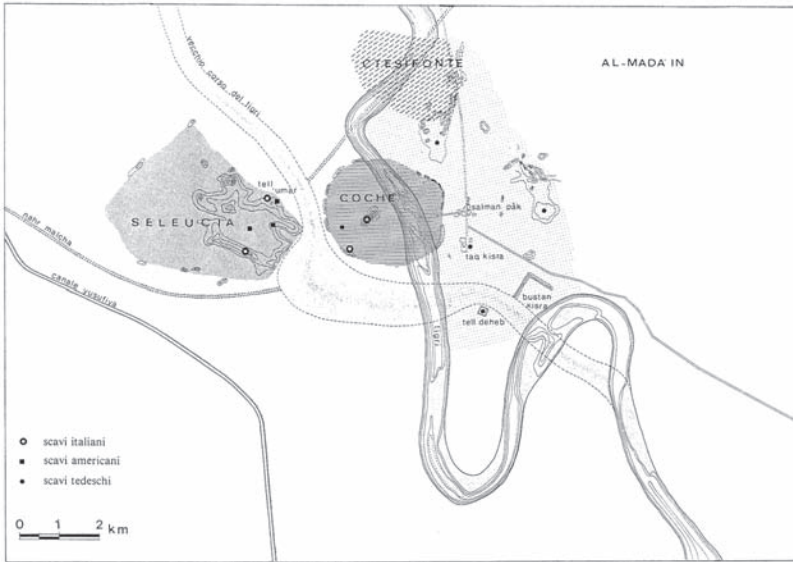 CTESIFONTE
AL-MADA'IN
vecchio corso del tigri
tell umar
COCHE
SELEUCIA
salman pāk
nahr malcha
taq kisra
canale yusufiya
bustan kisra
tell deheb
tigri
scavi italiani
scavi americani
scavi tedeschi
0 1 2 km